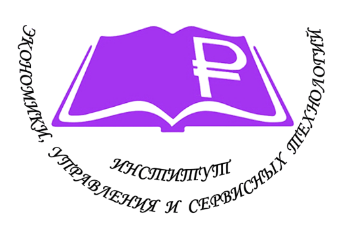 ₽
ИНСТИТУТ
ЭКОНОМИКИ, УПРАВЛЕНИЯ И СЕРВИСНЫХ ТЕХНОЛОГИЙ